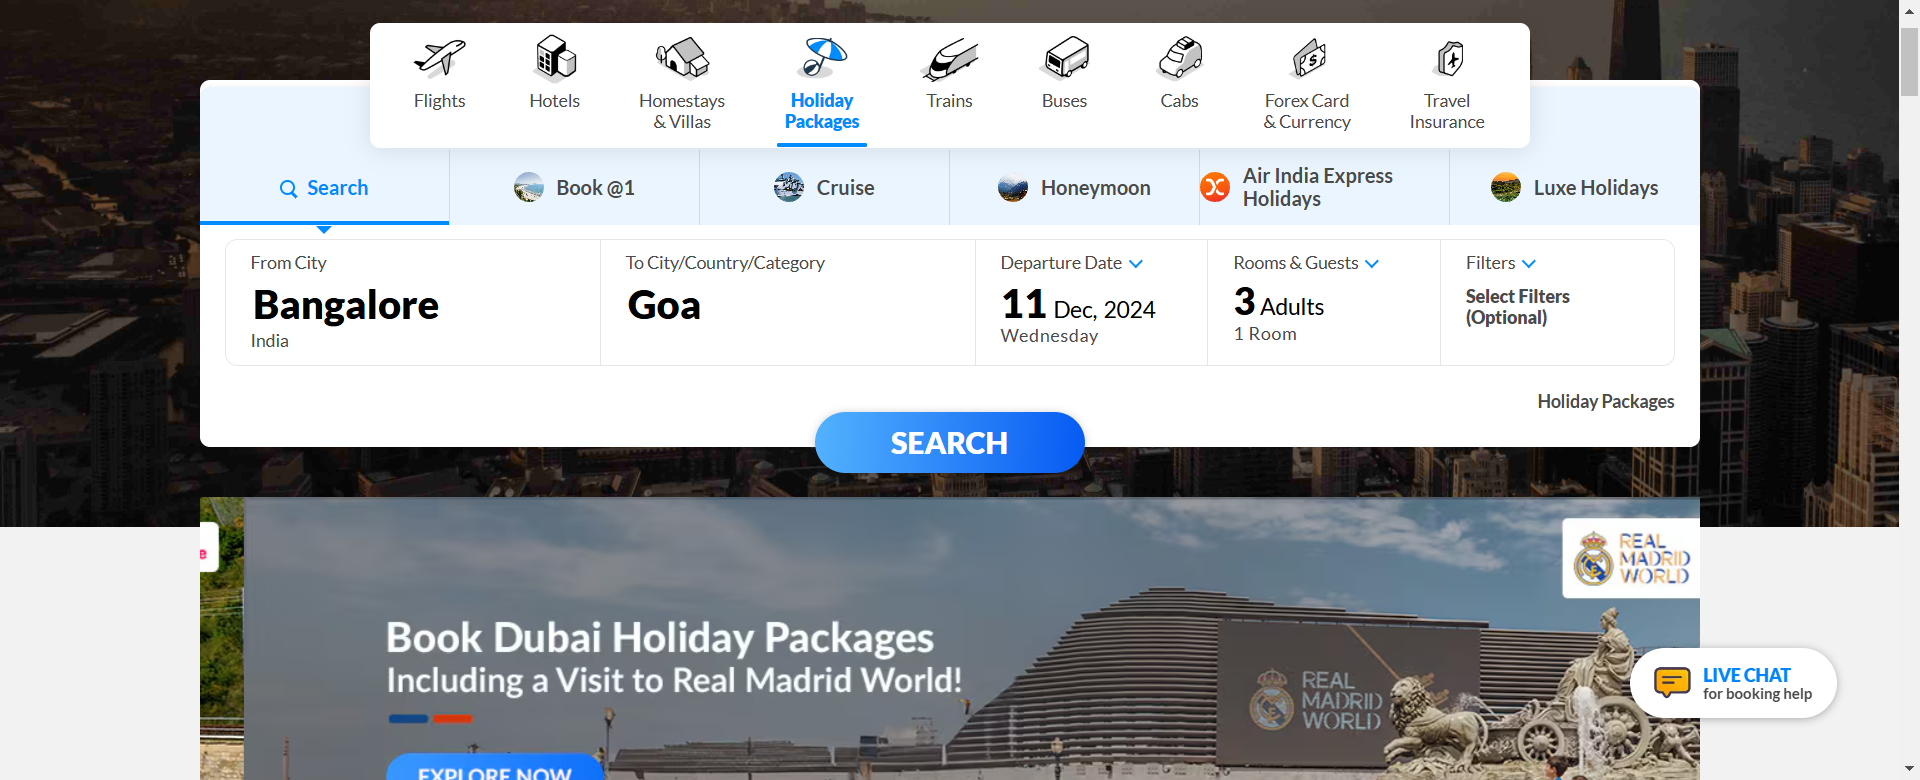 Flights
Hotels
Homestays
& Villas
Holiday
Packages
Trains
Buses
Cabs
Forex Card
& Currency
Travel
Insurance
Search
Book @1
Cruise
Honeymoon
Air India Express
Holidays
Luxe Holidays
From City
Bangalore
India
To City/Country/Category
Goa
Departure Date
11 Dec, 2024
Wednesday
Rooms & Guests
3 Adults
1 Room
Filters
Select Filters
(Optional)
Holiday Packages
SEARCH
e
REAL
MADRID
WORLD
Book Dubai Holiday Packages
Including a Visit to Real Madrid World!
REAL
MADRID
WORLD
EXPLORE NOW
LIVE CHAT
for booking help